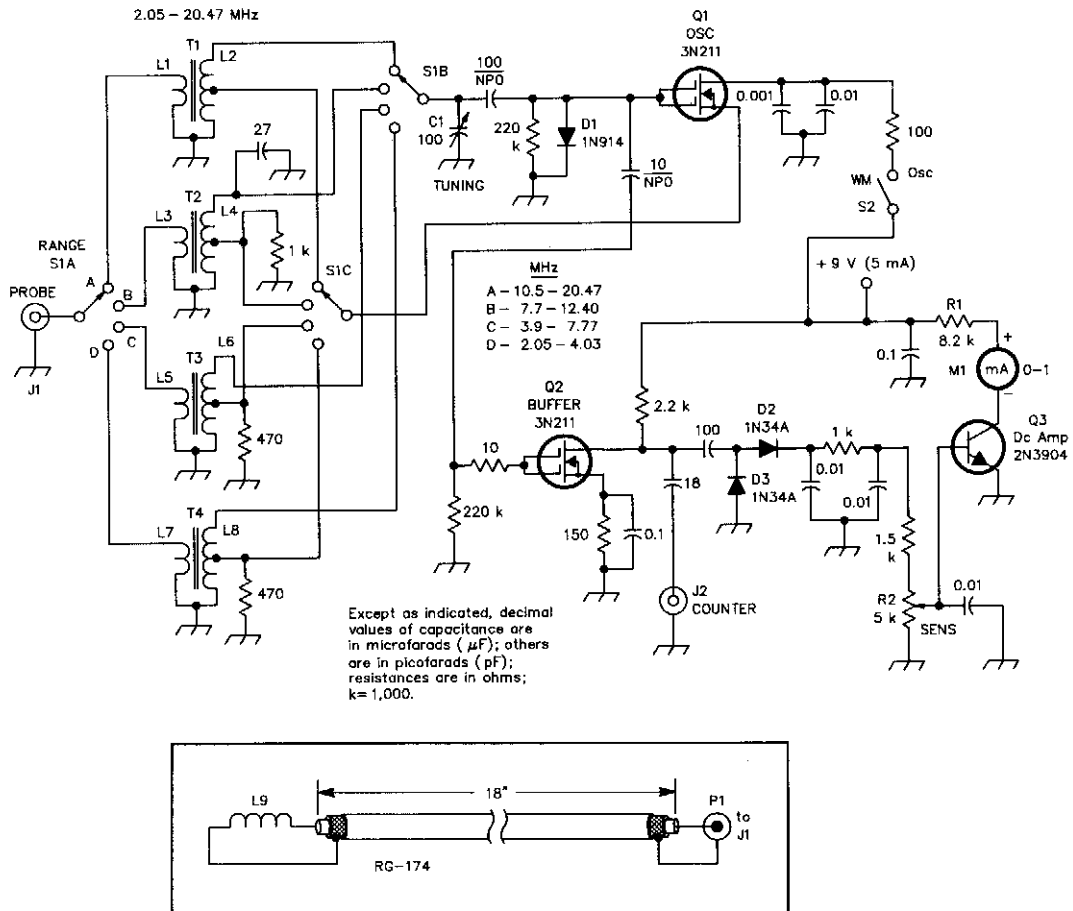 2.05 – 20.47 MHz
T1
L1
L2
27
T2
L3
L4
1 k
RANGE
S1A
PROBE
J1
A
B
C
D
T3
L5
L6
470
T4
L7
L8
470
S1B
S1C
C1
100
TUNING
100
NPO
220
k
D1
1N914
10
NPO
Q1
OSC
3N211
0.001
0.01
100
Osc
WM
S2
+ 9 V (5 mA)
MHz
A – 10.5 – 20.47
B – 7.7 – 12.40
C – 3.9 – 7.77
D – 2.05 – 4.03
R1
8.2 k
0.1
+
M1
mA
0-1
–
Q3
Dc Amp
2N3904
Q2
BUFFER
3N211
10
220 k
150
0.1
2.2 k
100
18
J2
COUNTER
D2
1N34A
D3
1N34A
1 k
0.01
0.01
1.5
k
R2
5 k
SENS
0.01
Except as indicated, decimal
values of capacitance are
in microfarads ( µF); others
are in picofarads ( pF);
resistances are in ohms;
k= 1,000.
L9
18"
RG-174
P1
to
J1